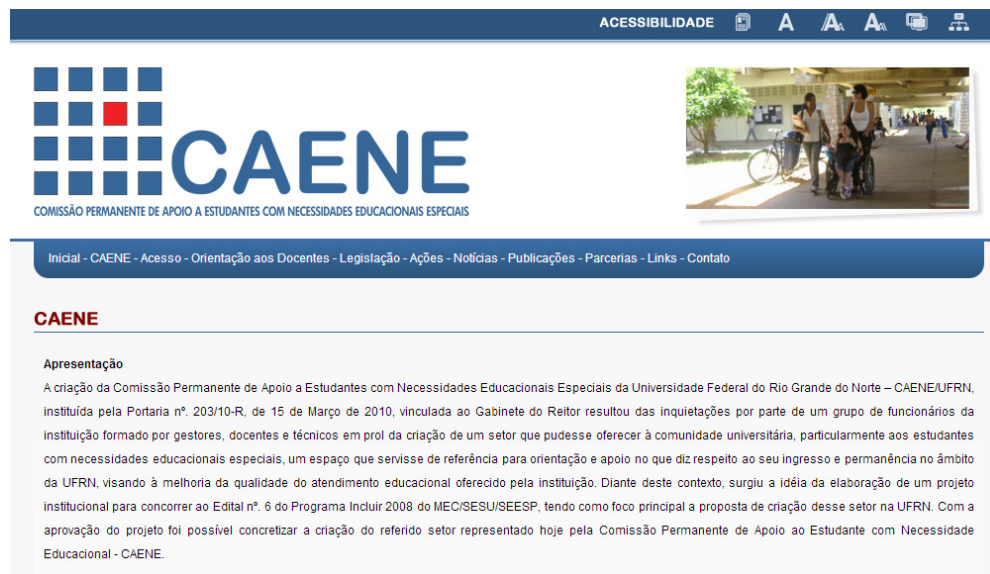 ACESSIBILIDADE A AA AA
CAENE
COMISSÃO PERMANENTE DE APOIO A ESTUDANTES COM NECESSIDADES EDUCACIONAIS ESPECIAIS
Inicial - CAENE - Acesso - Orientação aos Docentes - Legislação - Ações - Notícias - Publicações - Parcerias - Links - Contato
CAENE
Apresentação
A criação da Comissão Permanente de Apoio a Estudantes com Necessidades Educacionais Especiais da Universidade Federal do Rio Grande do Norte – CAENE/UFRN,
instituída pela Portaria nº. 203/10-R, de 15 de Março de 2010, vinculada ao Gabinete do Reitor resultou das inquietações por parte de um grupo de funcionários da
instituição formado por gestores, docentes e técnicos em prol da criação de um setor que pudesse oferecer à comunidade universitária, particularmente aos estudantes
com necessidades educacionais especiais, um espaço que servisse de referência para orientação e apoio no que diz respeito ao seu ingresso e permanência no âmbito
da UFRN, visando à melhoria da qualidade do atendimento educacional oferecido pela instituição. Diante deste contexto, surgiu a idéia da elaboração de um projeto
institucional para concorrer ao Edital nº. 6 do Programa Incluir 2008 do MEC/SESU/SEESP, tendo como foco principal a proposta de criação desse setor na UFRN. Com a
aprovação do projeto foi possível concretizar a criação do referido setor representado hoje pela Comissão Permanente de Apoio ao Estudante com Necessidade
Educacional - CAENE.